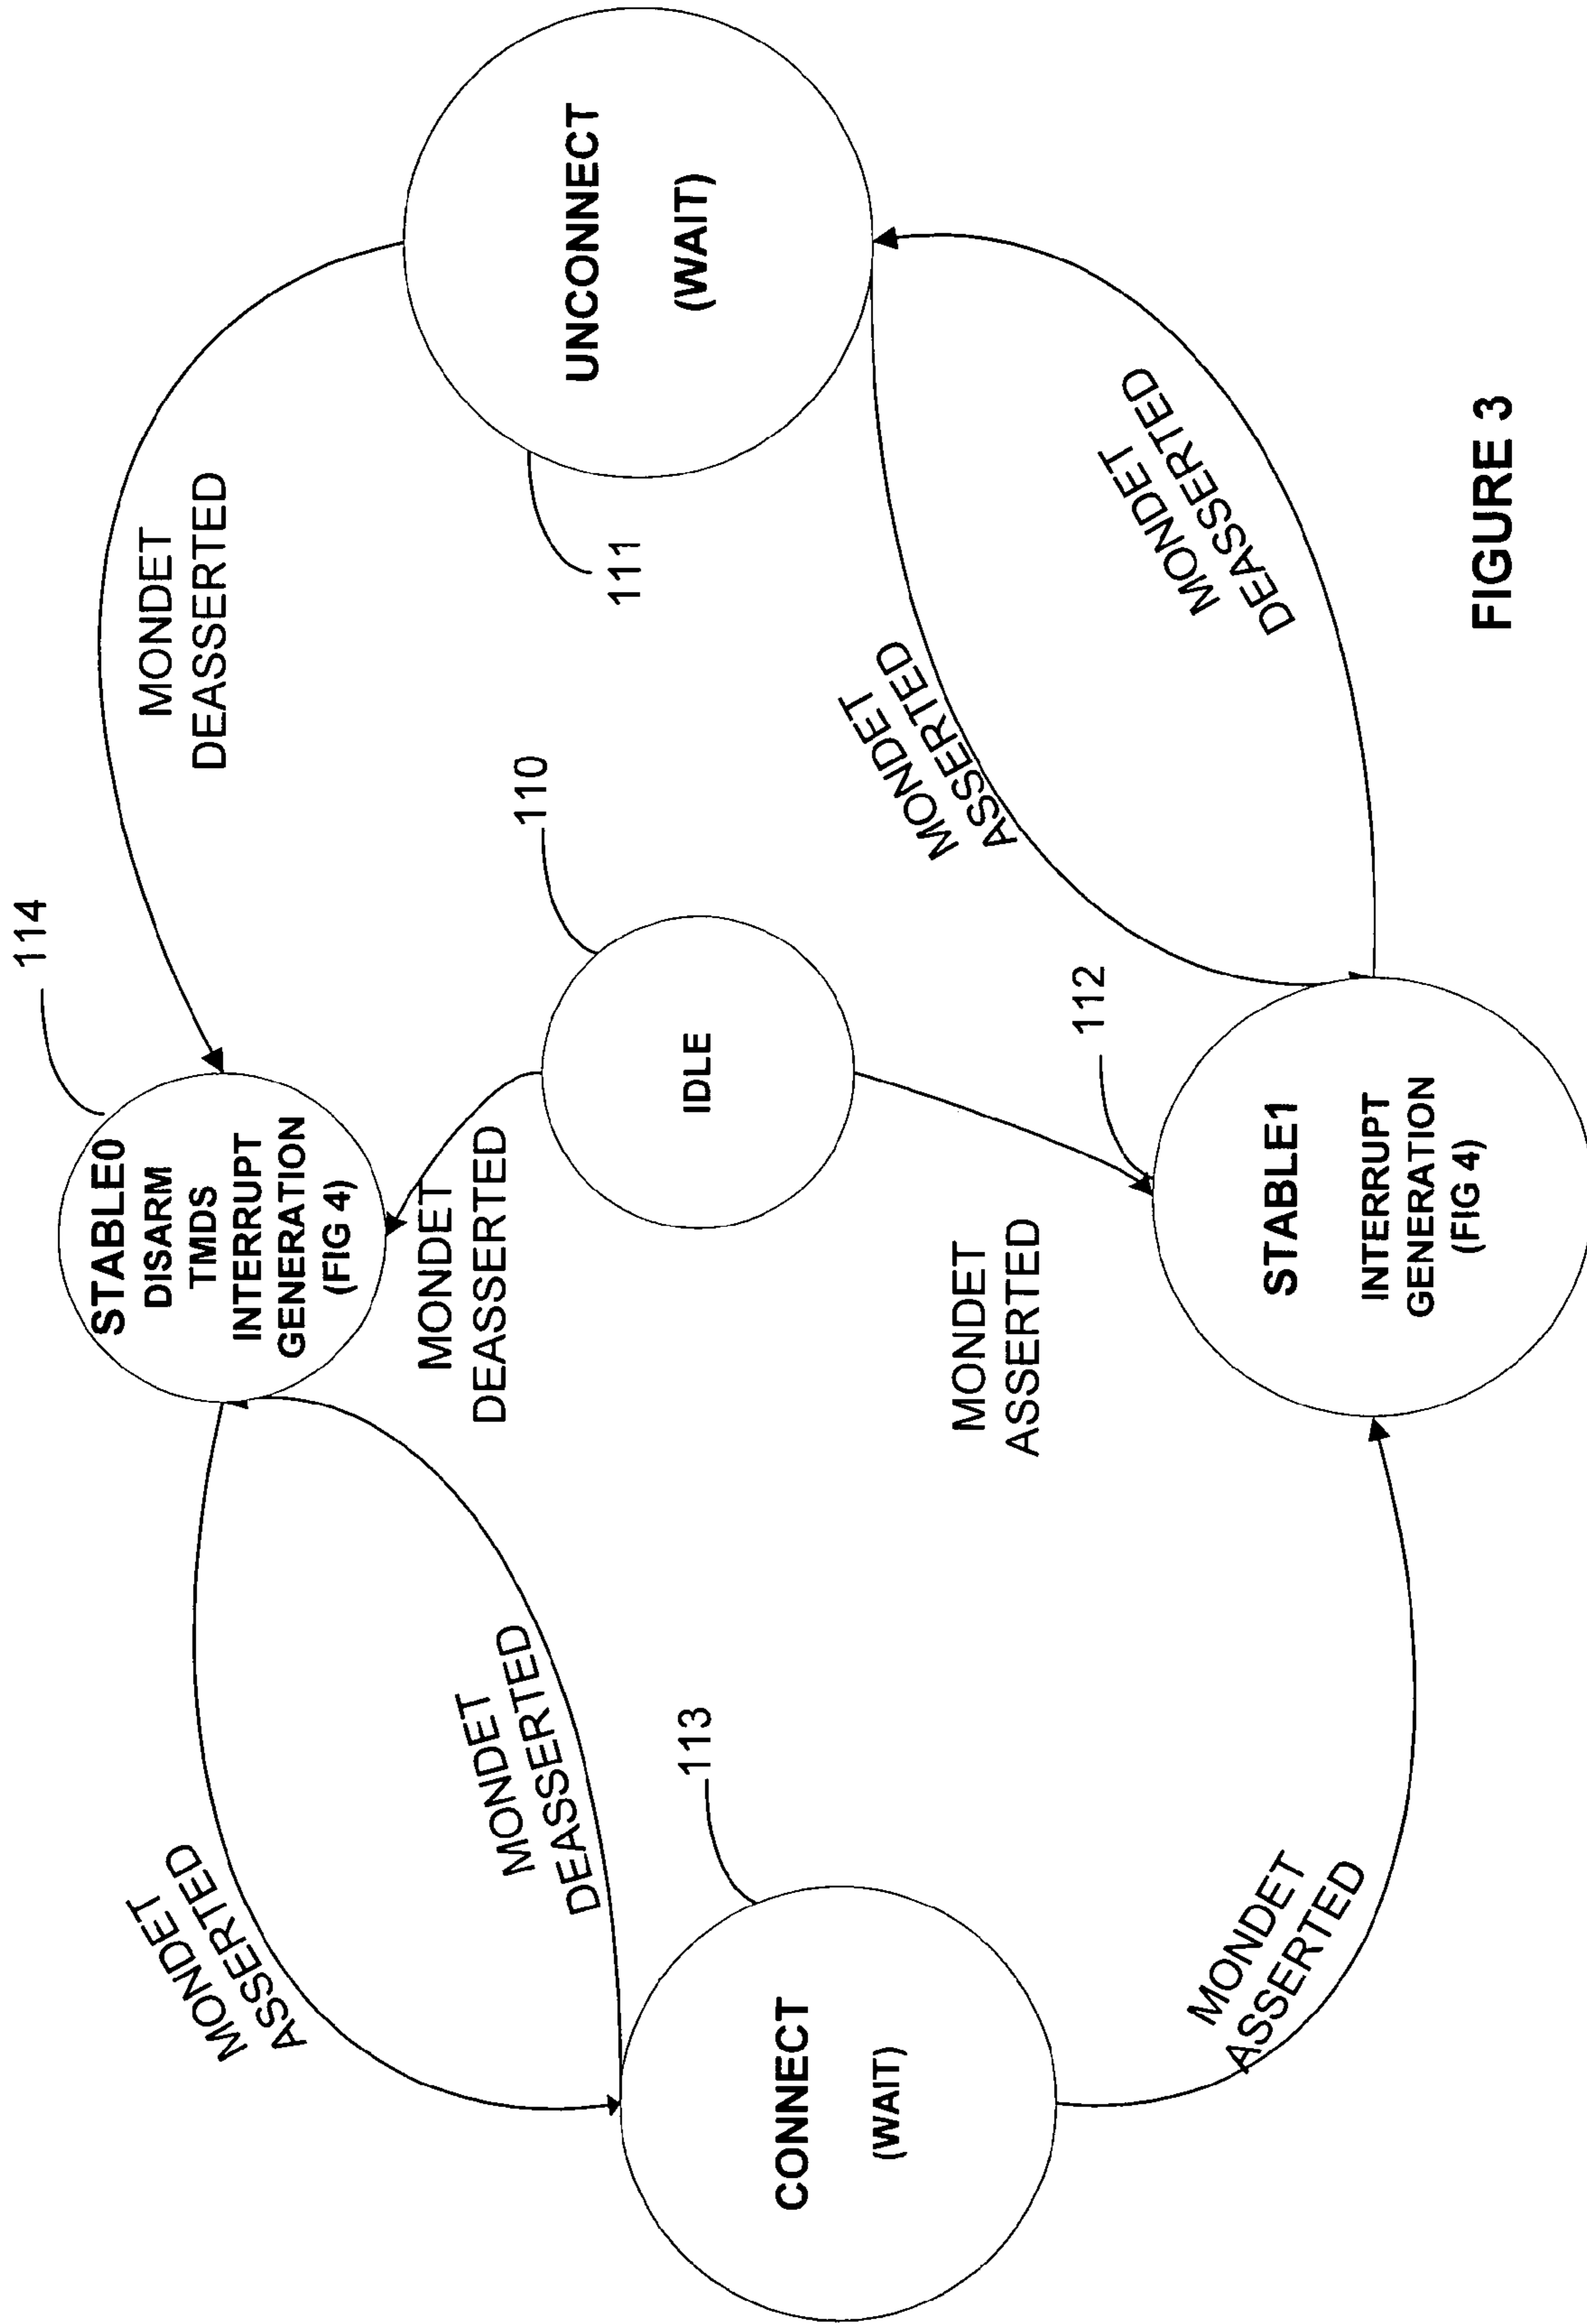 114
STABLE0
DISARM
TMDS
INTERRUPT
GENERATION
(FIG 4)
MONDET
DEASSERTED
MONDET
ASSERTED
MONDET
DEASSERTED
MONDET
DEASSERTED
110
IDLE
UNCONNECT
(WAIT)
111
113
CONNECT
(WAIT)
MONDET
ASSERTED
MONDET
ASSERTED
112
MONDET
DEASSERTED
MONDET
ASSERTED
STABLE1
INTERRUPT
GENERATION
(FIG 4)
FIGURE 3